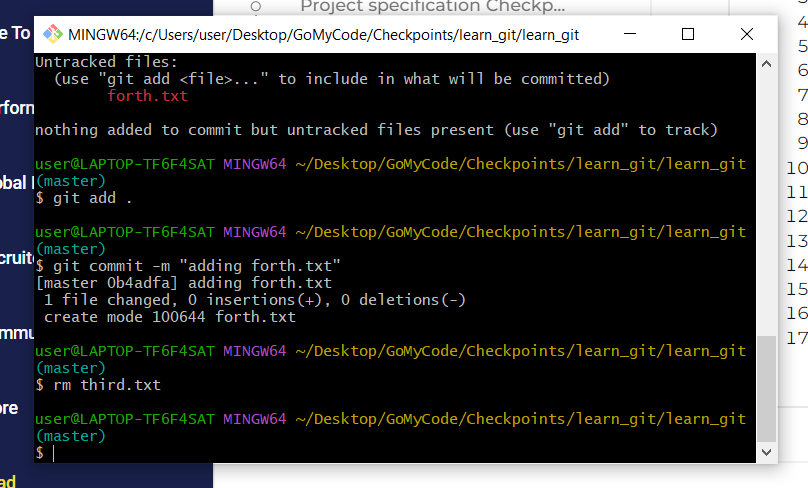 Project specification Checkp...
e To
rforn
obal
cruite
mmu
ore
ad
MINGW64:/c/Users/user/Desktop/GoMyCode/Checkpoints/learn_git/learn_git
Untracked files:
  (use "git add <file>..." to include in what will be committed)
        forth.txt
nothing added to commit but untracked files present (use "git add" to track)
user@LAPTOP-TF6F4SAT MINGW64 ~/Desktop/GoMyCode/Checkpoints/learn_git/learn_git
(master)
$ git add .
user@LAPTOP-TF6F4SAT MINGW64 ~/Desktop/GoMyCode/Checkpoints/learn_git/learn_git
(master)
$ git commit -m "adding forth.txt"
[master 0b4adfa] adding forth.txt
 1 file changed, 0 insertions(+), 0 deletions(-)
 create mode 100644 forth.txt
user@LAPTOP-TF6F4SAT MINGW64 ~/Desktop/GoMyCode/Checkpoints/learn_git/learn_git
(master)
$ rm third.txt
user@LAPTOP-TF6F4SAT MINGW64 ~/Desktop/GoMyCode/Checkpoints/learn_git/learn_git
(master)
$
4
5
6
7
8
9
10
11
12
13
14
15
16
17